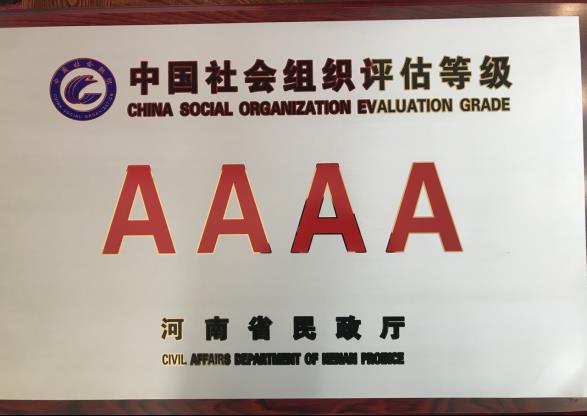 中国社会组织评估等级
CHINA SOCIAL ORGANIZATION EVALUATION GRADE
AAAA
河南省民政厅
CIVIL AFFAIRS DEPARTMENT OF HENAN PROINCE